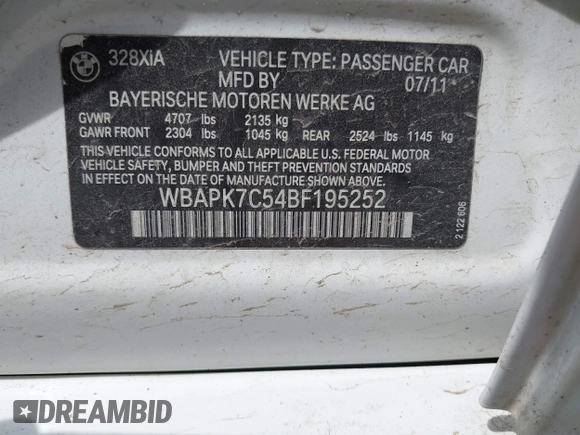 BMW
328XiA
VEHICLE TYPE: PASSENGER CAR
MFD BY 07/11
BAYERISCHE MOTOREN WERKE AG
GVWR 4707 lbs 2135 kg
GAWR FRONT 2304 lbs 1045 kg REAR 2524 lbs 1145 kg
THIS VEHICLE CONFORMS TO ALL APPLICABLE U.S. FEDERAL MOTOR
VEHICLE SAFETY, BUMPER AND THEFT PREVENTION STANDARDS
IN EFFECT ON THE DATE OF MANUFACTURE SHOWN ABOVE.
WBAPK7C54BF195252
2 122 606
DREAMBID